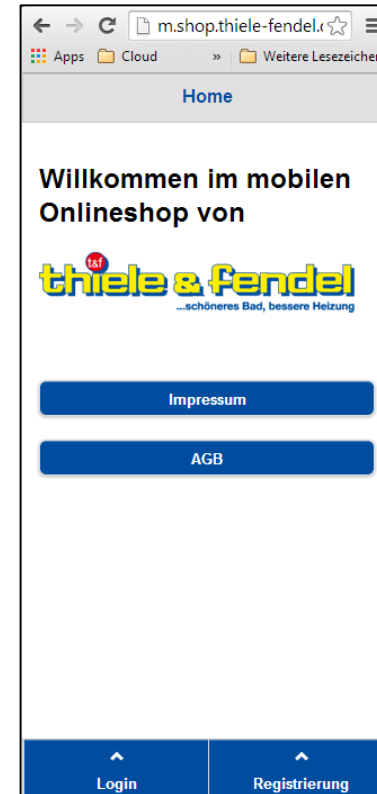 m.shop.thiele-fendel.
Apps Cloud » Weitere Lesezeichen
Home
Willkommen im mobilen
Onlineshop von
t&f
thiele & fendel
...schöneres Bad, bessere Heizung
Impressum
AGB
Login Registrierung